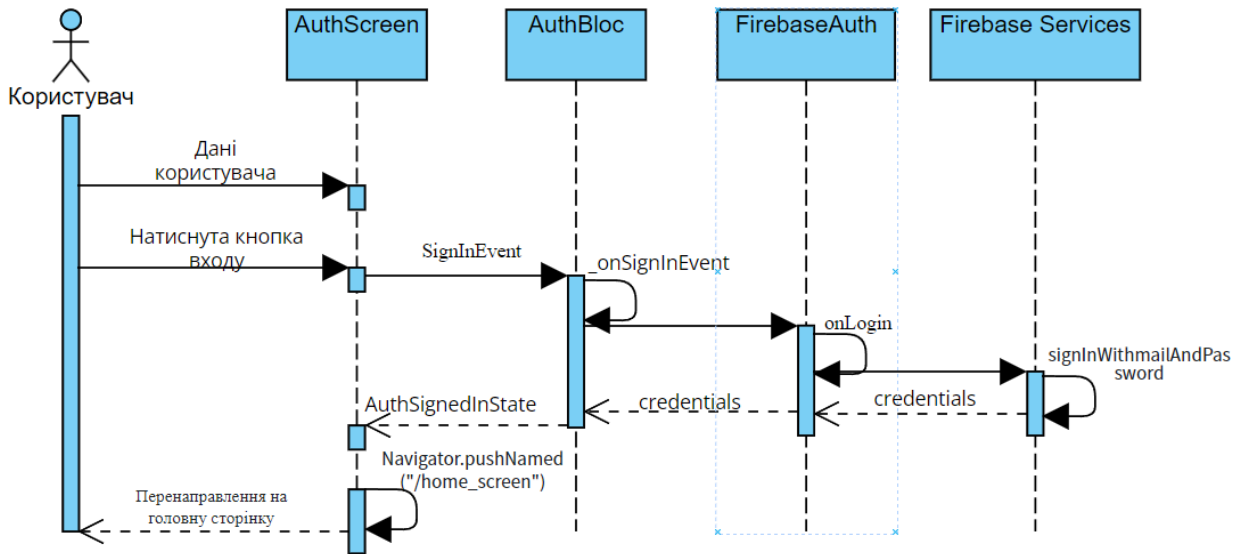 AuthScreen
AuthBloc
FirebaseAuth
Firebase Services
Користувач
Дані
користувача
Натиснута кнопка
входу
SignInEvent
_onSignInEvent
onLogin
signInWithmailAndPas
sword
AuthSignedInState
credentials
credentials
Navigator.pushNamed
("/home_screen")
Перенаправлення на
головну сторінку